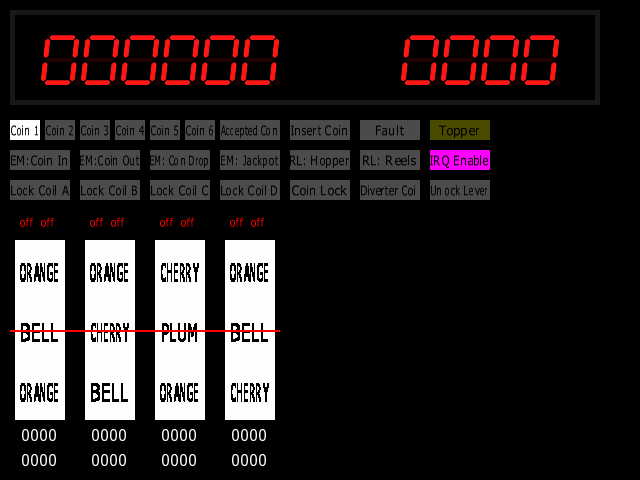 000000 0000
Coin 1 Coin 2 Coin 3 Coin 4 Coin 5 Coin 6 Accepted Con Insert Coin Fault Topper
EM:Coin In EM:Coin Out EM: Con Drop EM: Jackpot RL: Hopper RL: Reels IRQ Enable
Lock Coil A Lock Coil B Lock Coil C Lock Coil D Coin Lock Diverter Coi Un ock Lever
off off off off off off off off
ORANGE ORANGE CHERRY ORANGE
BELL CHERRY PLUM BELL
ORANGE BELL ORANGE CHERRY
0000 0000 0000 0000
0000 0000 0000 0000